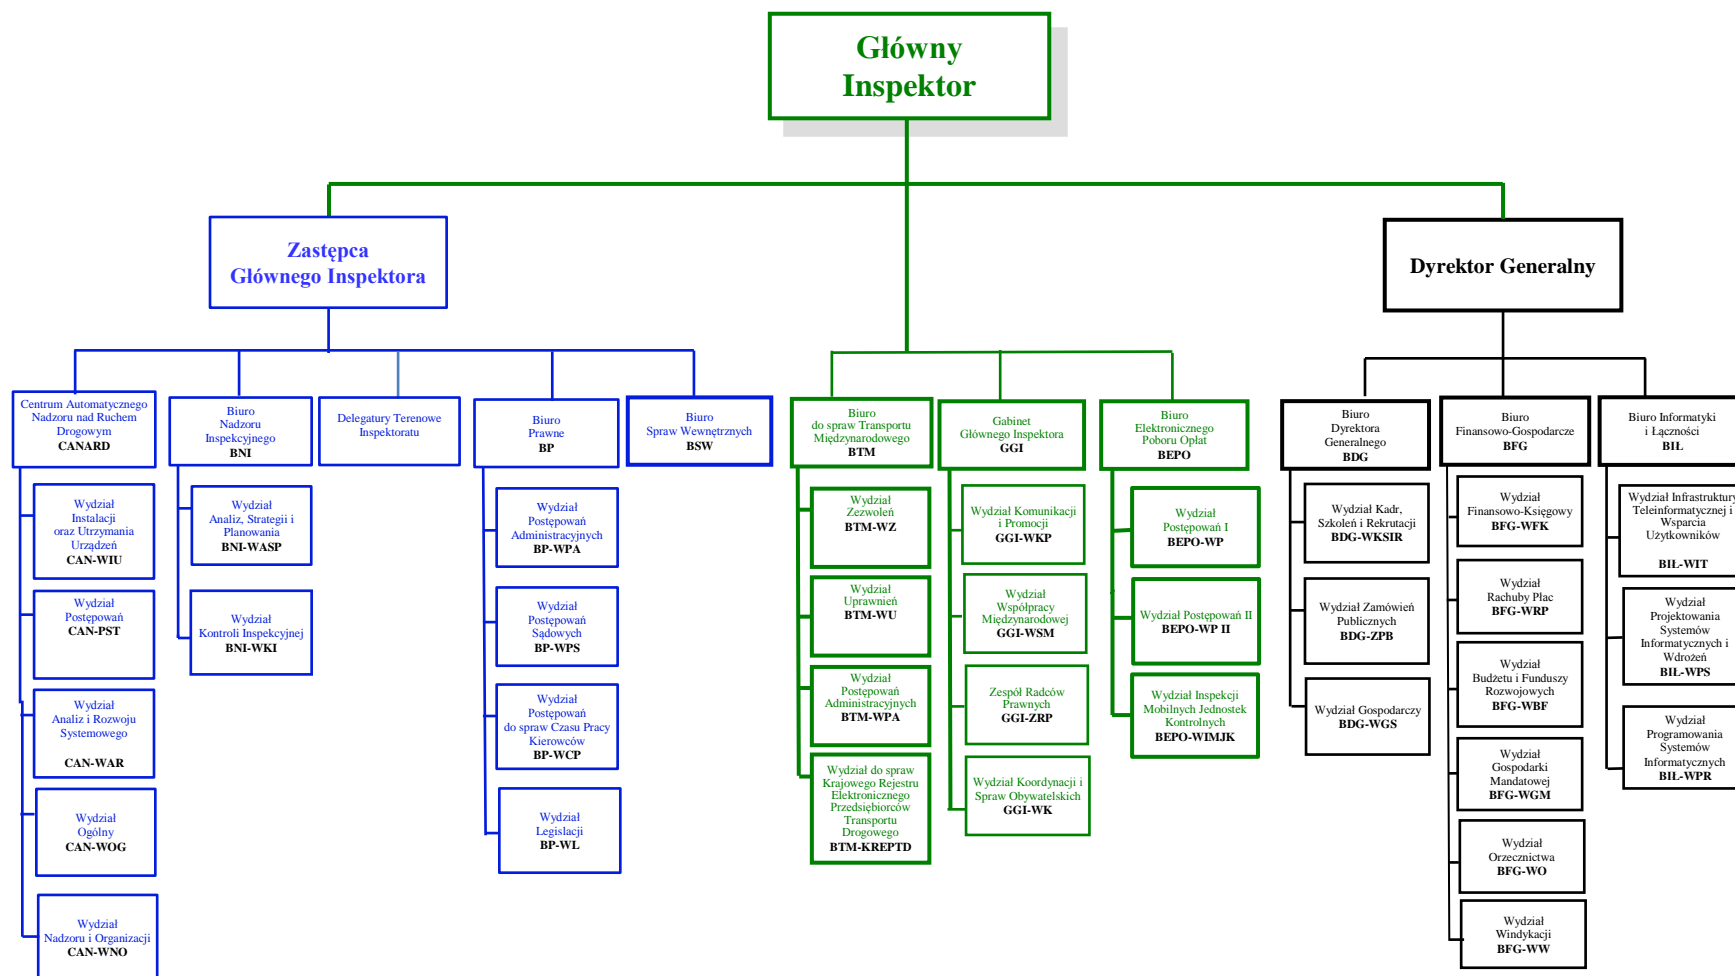 Główny
Inspektor
Zastępca
Głównego Inspektora
Dyrektor Generalny
Centrum Automatycznego
Nadzoru nad Ruchem
Drogowym
CANARD
Biuro
Nadzoru
Inspekcyjnego
BNI
Delegatury Terenowe
Inspektoratu
Biuro
Prawne
BP
Biuro
Spraw Wewnętrznych
BSW
Biuro
do spraw Transportu
Międzynarodowego
BTM
Gabinet
Głównego Inspektora
GGI
Biuro
Elektronicznego
Poboru Opłat
BEPO
Biuro
Dyrektora
Generalnego
BDG
Biuro
Finansowo-Gospodarcze
BFG
Biuro Informatyki
i Łączności
BIŁ
Wydział
Instalacji
oraz Utrzymania
Urządzeń
CAN-WIU
Wydział
Postępowań
CAN-PST
Wydział
Analiz i Rozwoju
Systemowego
CAN-WAR
Wydział
Ogólny
CAN-WOG
Wydział
Nadzoru i Organizacji
CAN-WNO
Wydział
Analiz, Strategii i
Planowania
BNI-WASP
Wydział
Kontroli Inspekcyjnej
BNI-WKI
Wydział
Postępowań
Administracyjnych
BP-WPA
Wydział
Postępowań
Sądowych
BP-WPS
Wydział
Postępowań
do spraw Czasu Pracy
Kierowców
BP-WCP
Wydział
Legislacji
BP-WL
Wydział
Zezwoleń
BTM-WZ
Wydział
Uprawnień
BTM-WU
Wydział
Postępowań
Administracyjnych
BTM-WPA
Wydział do spraw
Krajowego Rejestru
Elektronicznego
Przedsiębiorców
Transportu
Drogowego
BTM-KREPTD
Wydział Komunikacji
i Promocji
GGI-WKP
Wydział
Współpracy
Międzynarodowej
GGI-WSM
Zespół Radców
Prawnych
GGI-ZRP
Wydział Koordynacji i
Spraw Obywatelskich
GGI-WK
Wydział
Postępowań I
BEPO-WP
Wydział Postępowań II
BEPO-WP II
Wydział Inspekcji
Mobilnych Jednostek
Kontrolnych
BEPO-WIMJK
Wydział Kadr,
Szkoleń i Rekrutacji
BDG-WKSIR
Wydział Zamówień
Publicznych
BDG-ZPB
Wydział Gospodarczy
BDG-WGS
Wydział
Finansowo-Księgowy
BFG-WFK
Wydział
Rachuby Płac
BFG-WRP
Wydział
Budżetu i Funduszy
Rozwojowych
BFG-WBF
Wydział
Gospodarki
Mandatowej
BFG-WGM
Wydział
Orzecznictwa
BFG-WO
Wydział
Windykacji
BFG-WW
Wydział Infrastruktury
Teleinformatycznej i
Wsparcia
Użytkowników
BIŁ-WIT
Wydział
Projektowania
Systemów
Informatycznych i
Wdrożeń
BIŁ-WPS
Wydział
Programowania
Systemów
Informatycznych
BIŁ-WPR